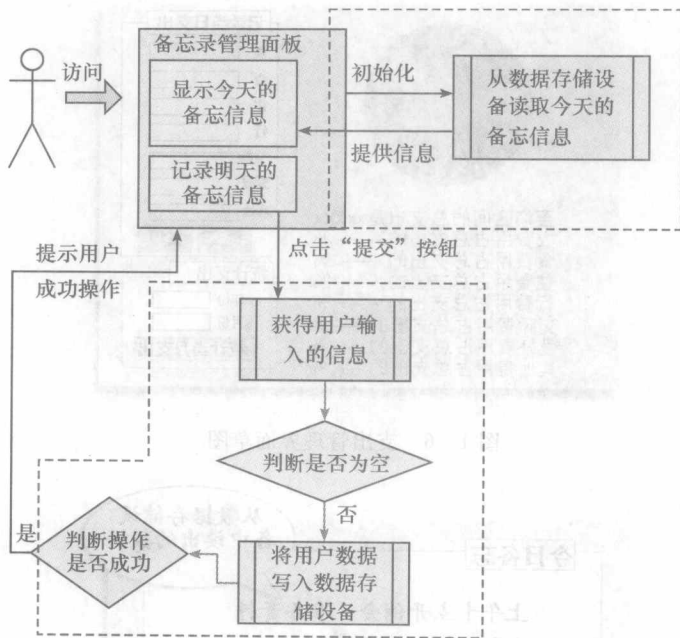 备忘录管理面板
访问
显示今天的
备忘信息
初始化
从数据存储设
备读取今天的
备忘信息
提供信息
记录明天的
备忘信息
提示用户
成功操作
点击“提交”按钮
获得用户输
入的信息
判断是否为空
否
是
判断操作
是否成功
将用户数据
写入数据存
储设备